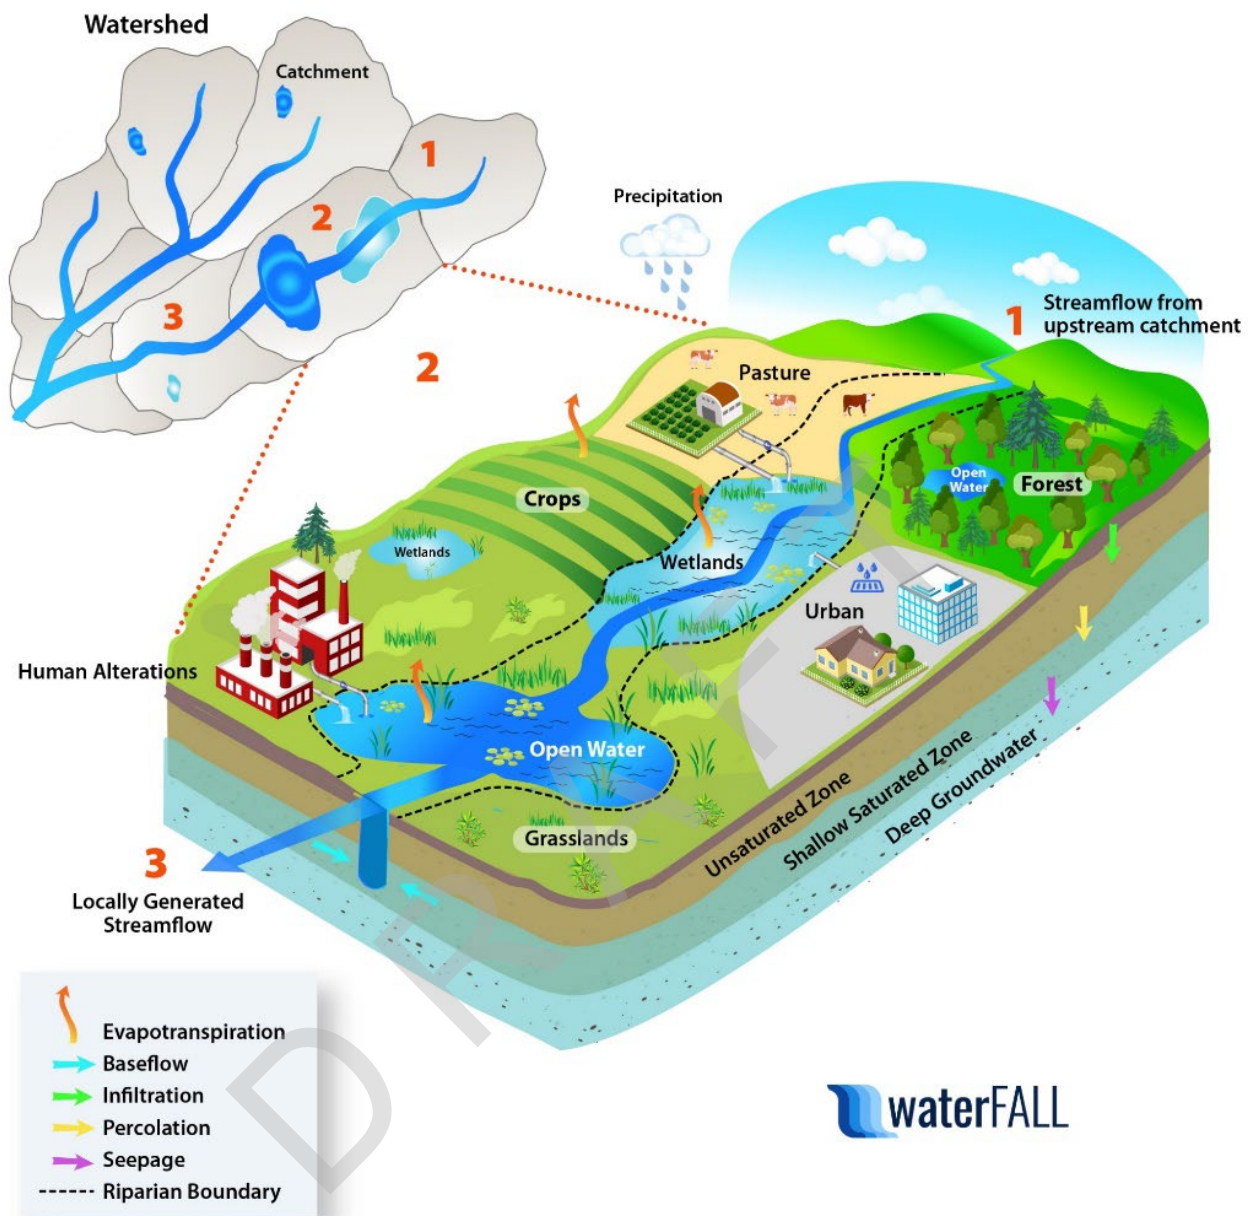 Watershed
Catchment
1
2
3
Precipitation
1
Streamflow from
upstream catchment
2
Pasture
Open
Water
Forest
Crops
Wetlands
Wetlands
Urban
Human Alterations
Open Water
Grasslands
Unsaturated Zone
Shallow Saturated Zone
Deep Groundwater
3
Locally Generated
Streamflow
Evapotranspiration
Baseflow
Infiltration
Percolation
Seepage
Riparian Boundary
waterFALL
DRAFT